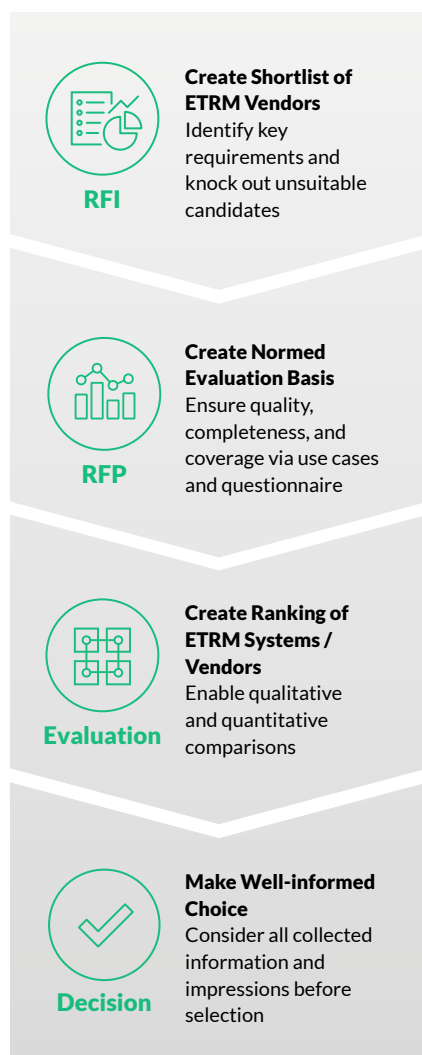 Create Shortlist of
ETRM Vendors
Identify key
requirements and
knock out unsuitable
candidates
RFI
Create Normed
Evaluation Basis
Ensure quality,
completeness, and
coverage via use cases
and questionnaire
RFP
Create Ranking of
ETRM Systems /
Vendors
Enable qualitative
and quantitative
comparisons
Evaluation
Make Well-informed
Choice
Consider all collected
information and
impressions before
selection
Decision